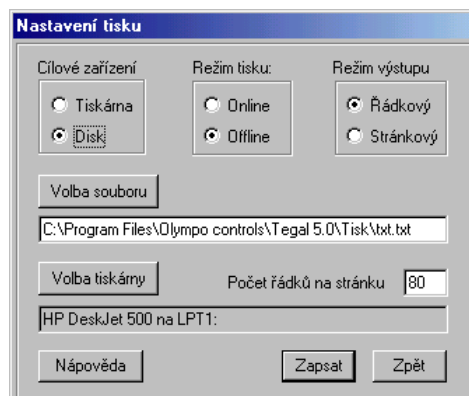 Nastavení tisku
Cílové zařízení Režim tisku: Režim výstupu
Tiskárna Online Řádkový
Disk Offline Stránkový
Volba souboru
C:\Program Files\Olympo controls\Tegal 5.0\Tisk\txt.txt
Volba tiskárny Počet řádků na stránku 80
HP DeskJet 500 na LPT1:
Nápověda Zapsat Zpět